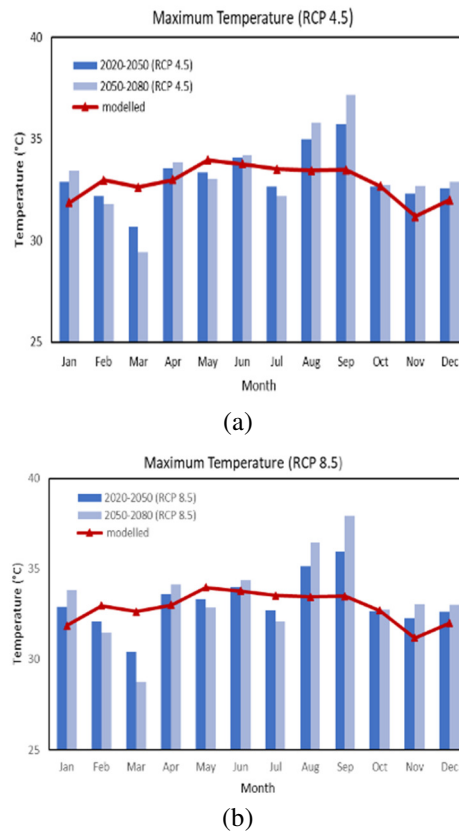 Maximum Temperature (RCP 4.5)
40
2020-2050 (RCP 4.5)
2050-2080 (RCP 4.5)
modelled
35
Temperature (°C)
30
25
Jan Feb Mar Apr May Jun Jul Aug Sep Oct Nov Dec
Month
(a)
Maximum Temperature (RCP 8.5)
40
2020-2050 (RCP 8.5)
2050-2080 (RCP 8.5)
modelled
35
Temperature (°C)
30
25
Jan Feb Mar Apr May Jun Jul Aug Sep Oct Nov Dec
Month
(b)